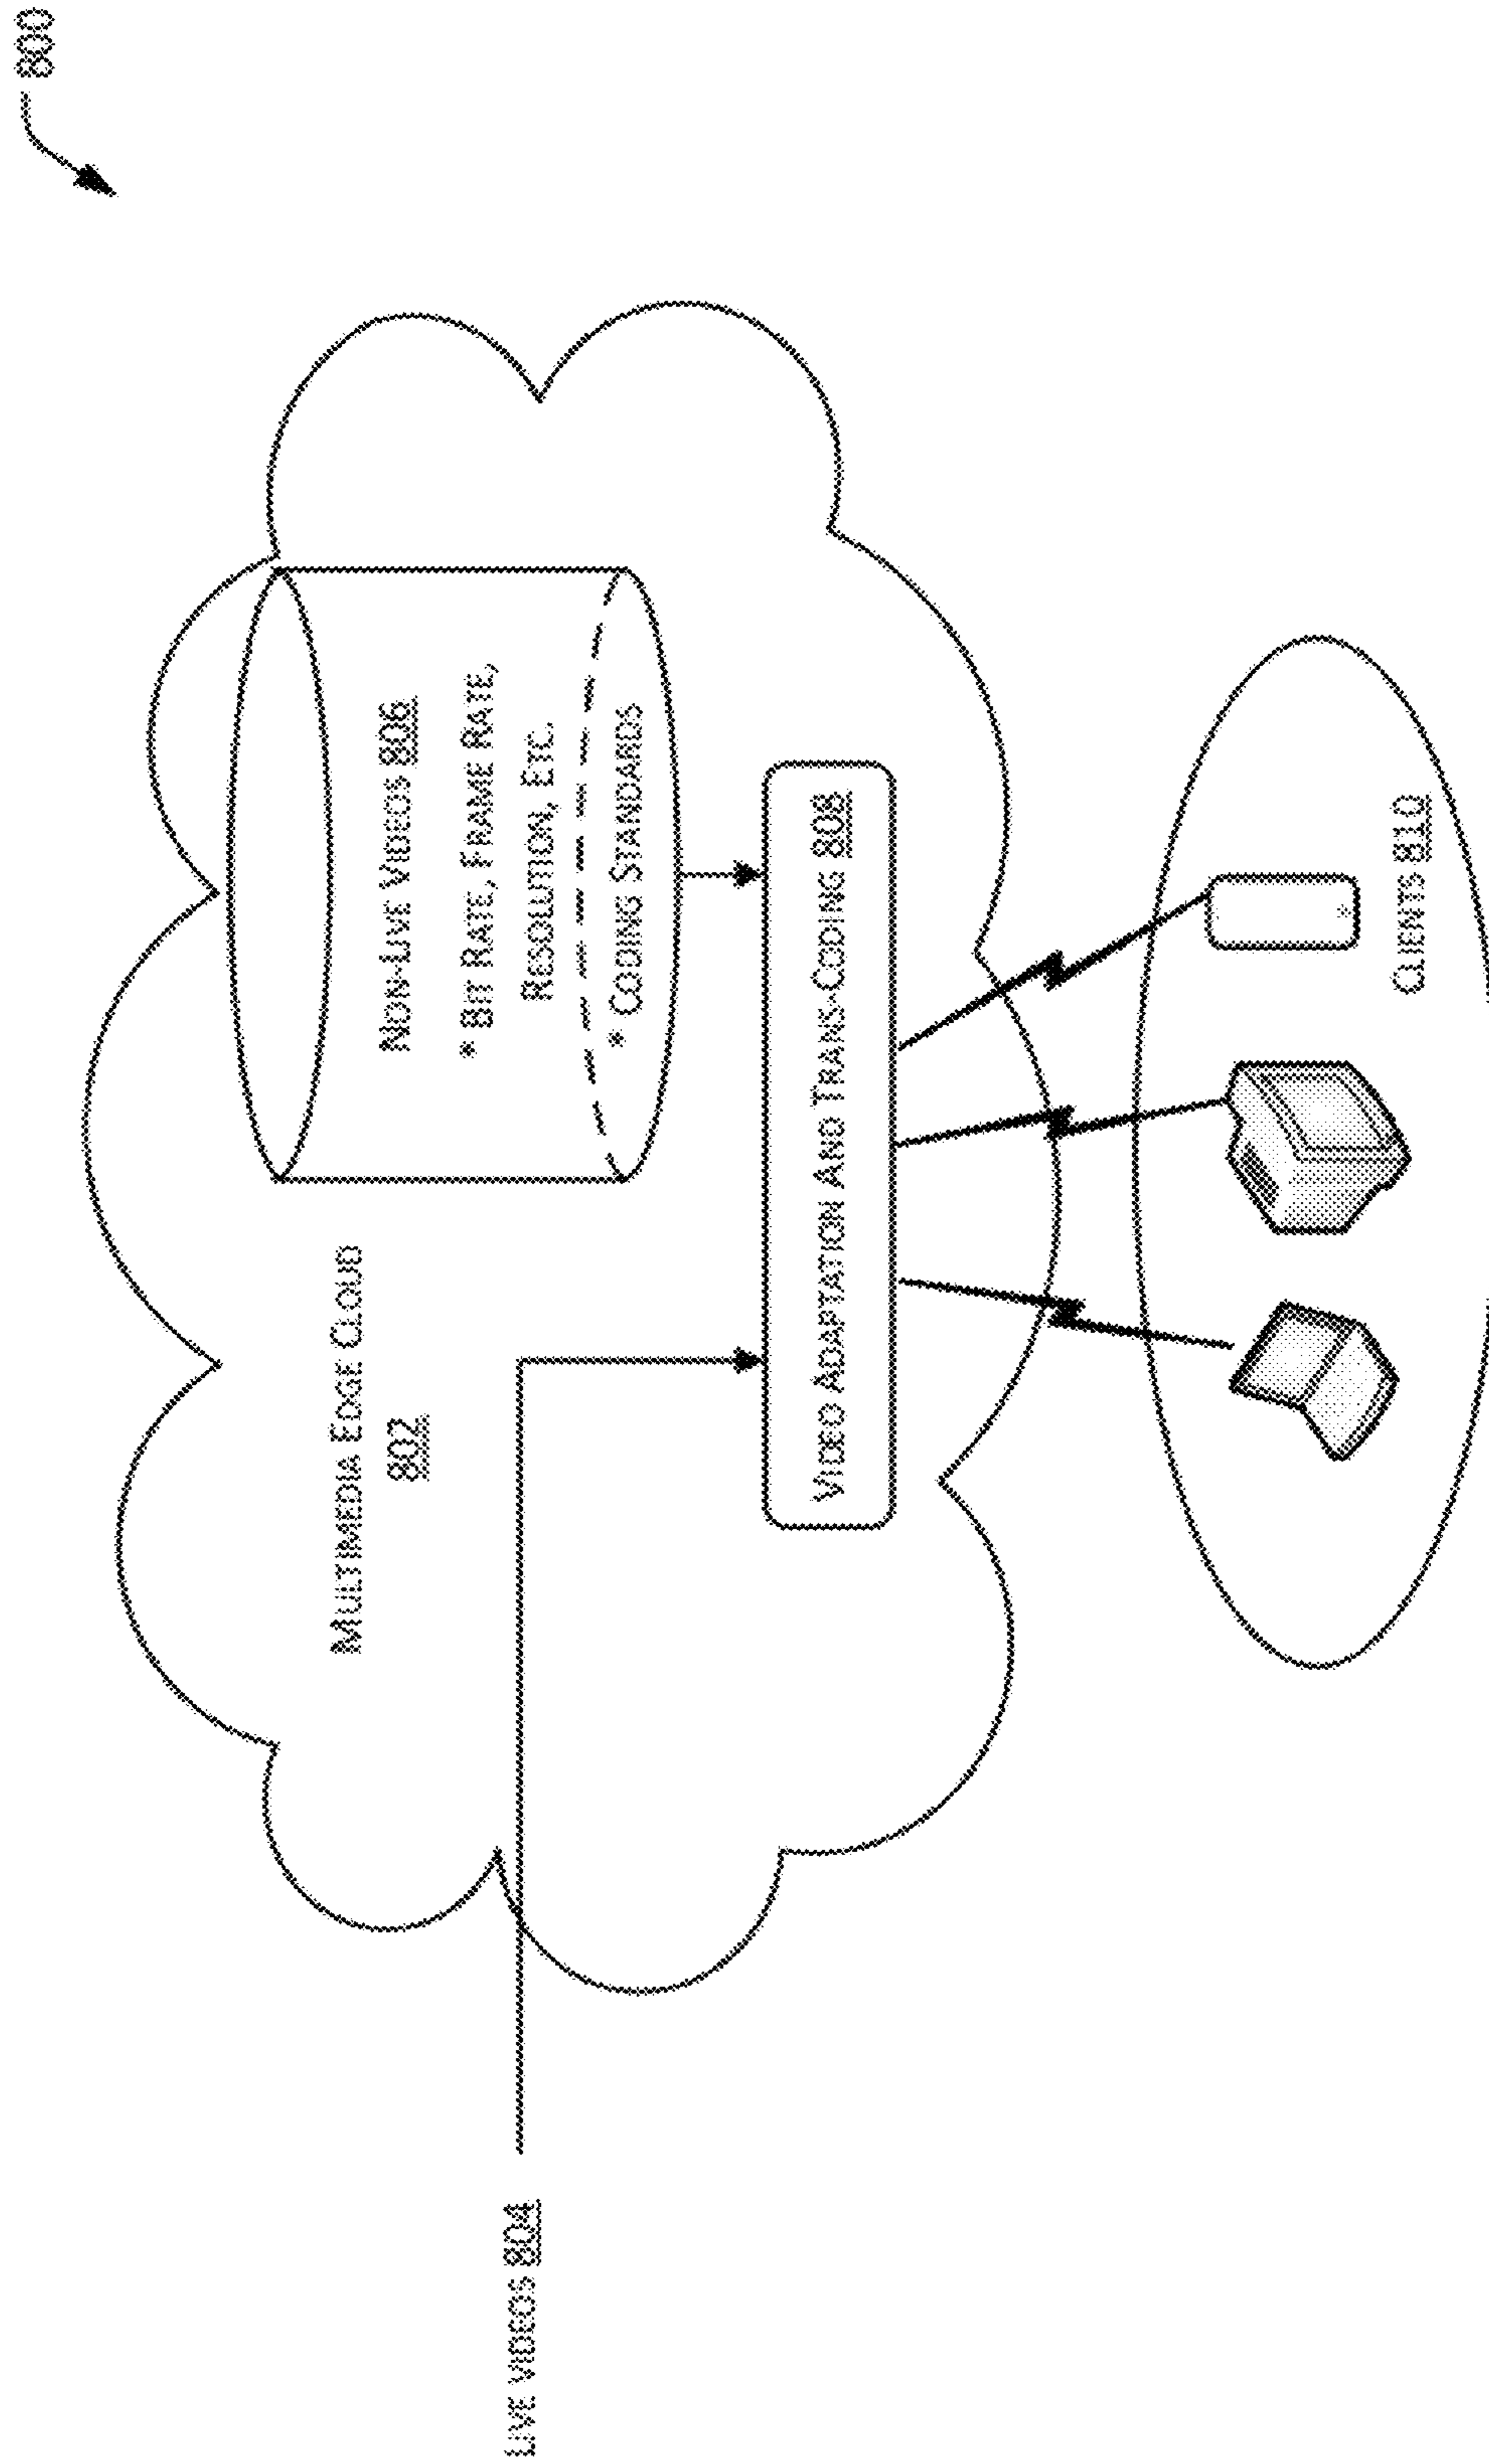 800
MULTIMEDIA EDGE CLOUD
802
NON-LIVE VIDEOS 806
* BIT RATE, FRAME RATE,
RESOLUTION, ETC.
* CODING STANDARDS
LIVE VIDEOS 804
VIDEO ADAPTATION AND TRANS-CODING 808
CLIENTS 810